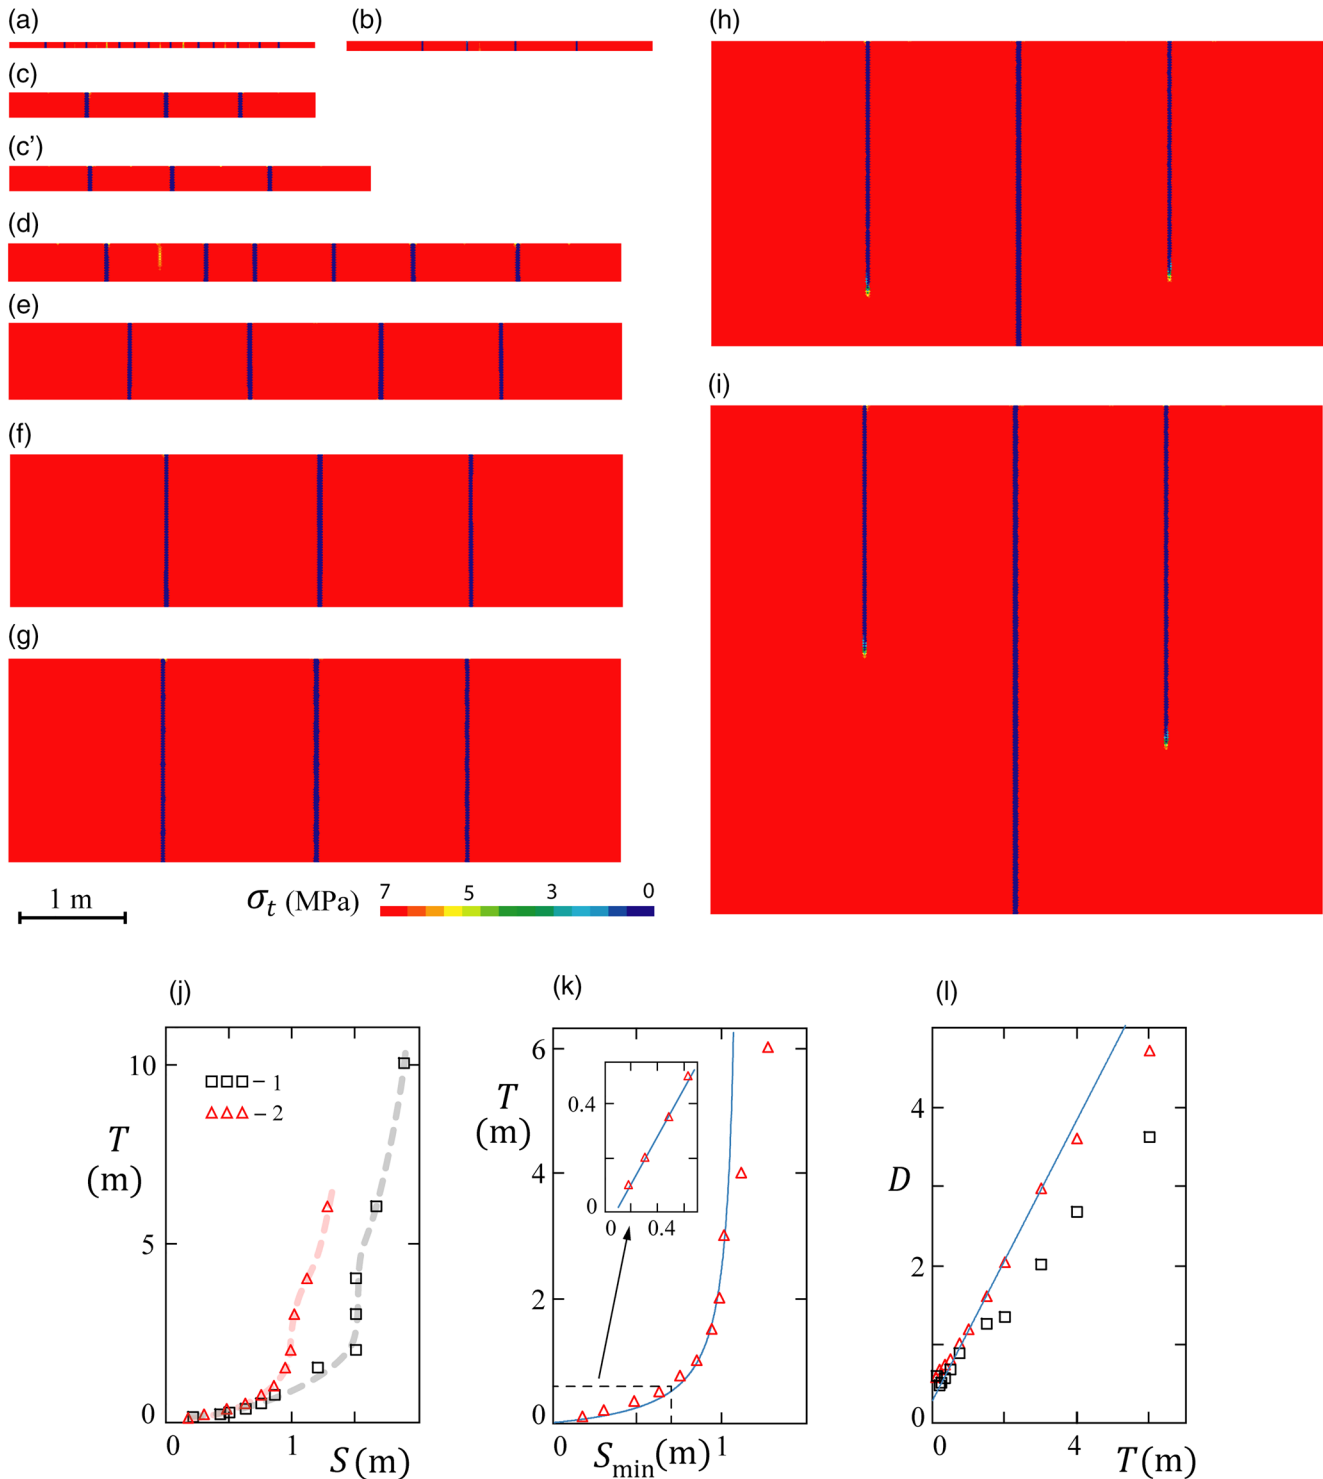 (a)
(b)
(c)
(c’)
(d)
(e)
(f)
(g)
1 m
σt (MPa)
7 5 3 0
(h)
(i)
(j)
10
5
0
T
(m)
– 1
– 2
0 1
S (m)
(k)
6
4
2
0
T
(m)
0.4
0
0 0.4
0 1
Smin (m)
(l)
4
2
0
D
0 4
T (m)